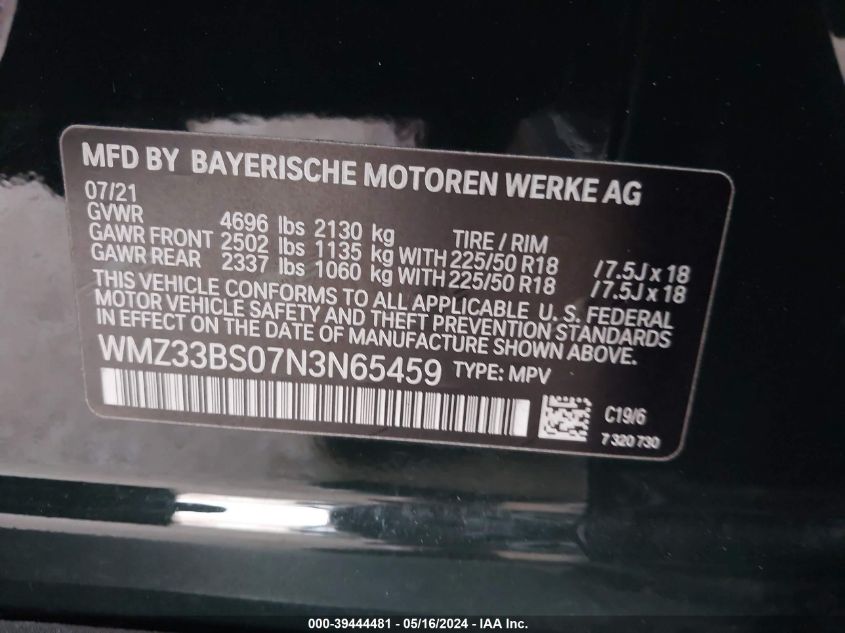 MFD BY BAYERISCHE MOTOREN WERKE AG
07/21
GVWR 4696 lbs 2130 kg TIRE / RIM
GAWR FRONT 2502 lbs 1135 kg WITH 225/50 R18 / 7.5J x 18
GAWR REAR 2337 lbs 1060 kg WITH 225/50 R18 / 7.5J x 18
THIS VEHICLE CONFORMS TO ALL APPLICABLE U. S. FEDERAL
MOTOR VEHICLE SAFETY AND THEFT PREVENTION STANDARDS
IN EFFECT ON THE DATE OF MANUFACTURE SHOWN ABOVE.
WMZ33BS07N3N65459 TYPE: MPV
C19/6
7 320 730
000-39444481 - 05/16/2024 - IAA Inc.